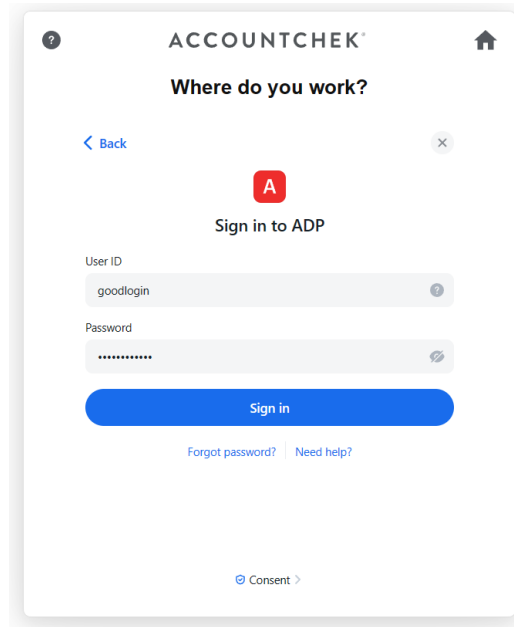 ?
ACCOUNTCHEK®
Where do you work?
Back
A
Sign in to ADP
User ID
goodlogin
?
Password
••••••••••••
Sign in
Forgot password? Need help?
Consent